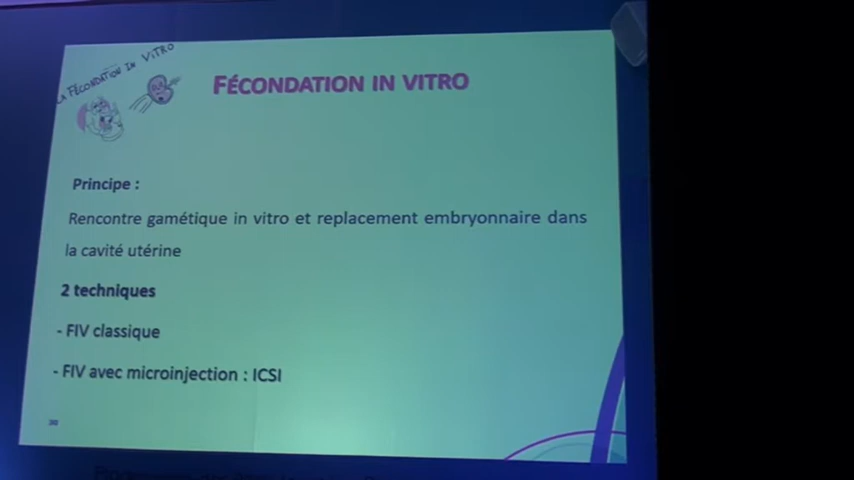 LA FÉCONDATION IN VITRO
FÉCONDATION IN VITRO
Principe :
Rencontre gamétique in vitro et replacement embryonnaire dans
la cavité utérine
2 techniques
- FIV classique
- FIV avec microinjection : ICSI